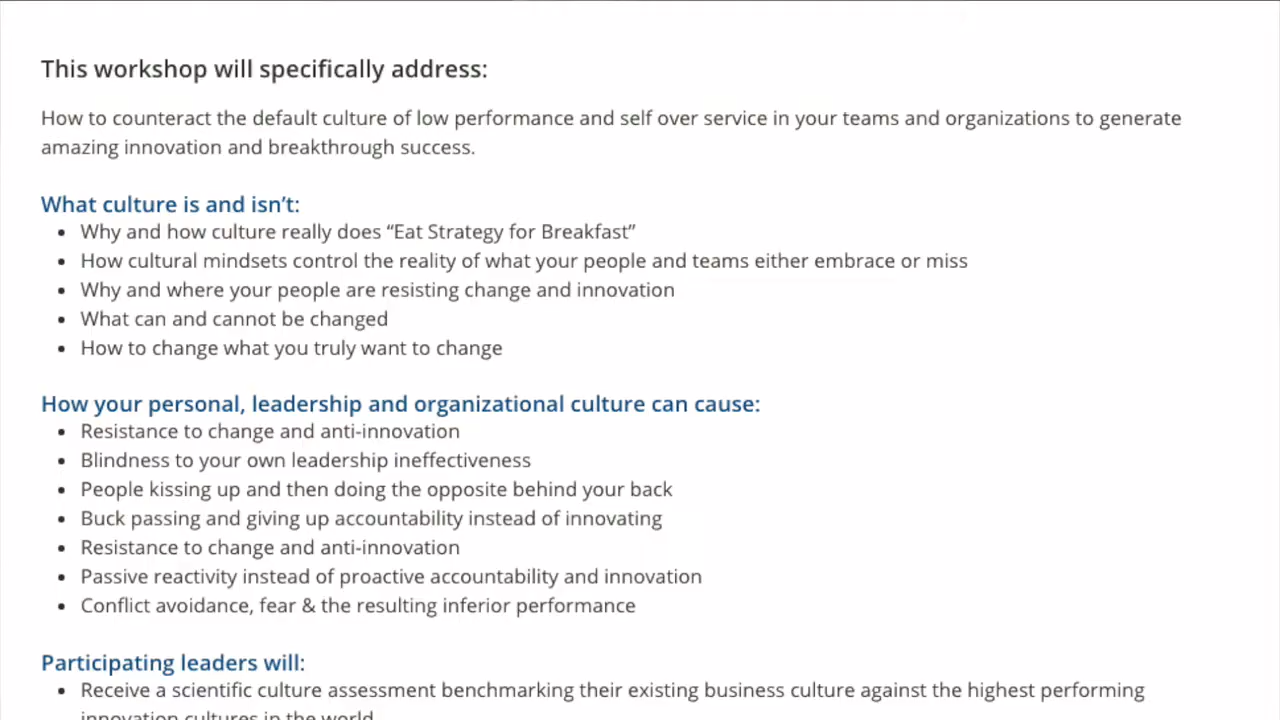 This workshop will specifically address:
How to counteract the default culture of low performance and self over service in your teams and organizations to generate
amazing innovation and breakthrough success.
What culture is and isn’t:
• Why and how culture really does “Eat Strategy for Breakfast”
• How cultural mindsets control the reality of what your people and teams either embrace or miss
• Why and where your people are resisting change and innovation
• What can and cannot be changed
• How to change what you truly want to change
How your personal, leadership and organizational culture can cause:
• Resistance to change and anti-innovation
• Blindness to your own leadership ineffectiveness
• People kissing up and then doing the opposite behind your back
• Buck passing and giving up accountability instead of innovating
• Resistance to change and anti-innovation
• Passive reactivity instead of proactive accountability and innovation
• Conflict avoidance, fear & the resulting inferior performance
Participating leaders will:
• Receive a scientific culture assessment benchmarking their existing business culture against the highest performing
innovation cultures in the world